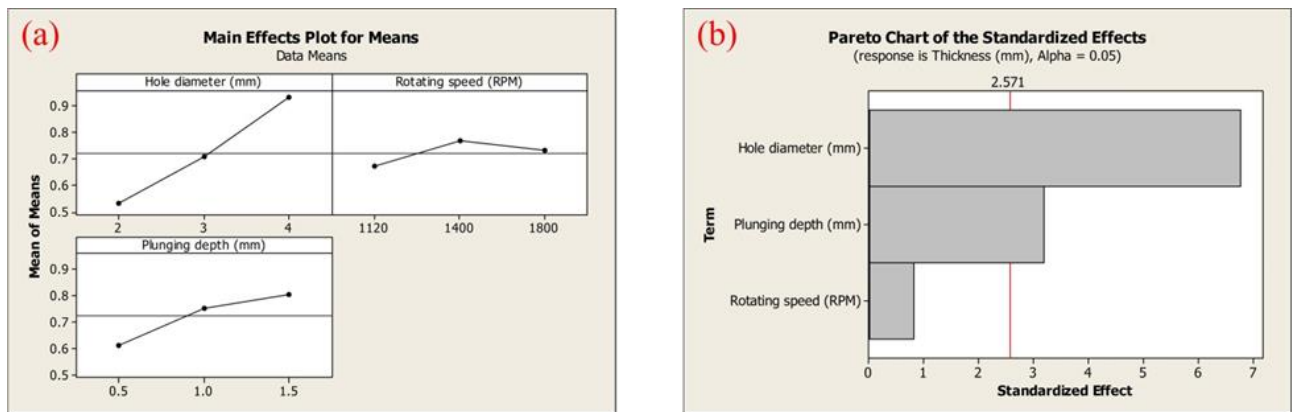 (a)
Main Effects Plot for Means
Data Means
Hole diameter (mm) Rotating speed (RPM)
0.9
0.8
0.7
0.6
0.5
2 3 4 1120 1400 1800
Plunging depth (mm)
0.9
0.8
0.7
0.6
0.5
0.5 1.0 1.5
Mean of Means
(b)
Pareto Chart of the Standardized Effects
(response is Thickness (mm), Alpha = 0.05)
2.571
Hole diameter (mm)
Plunging depth (mm)
Rotating speed (RPM)
Term
0 1 2 3 4 5 6 7
Standardized Effect